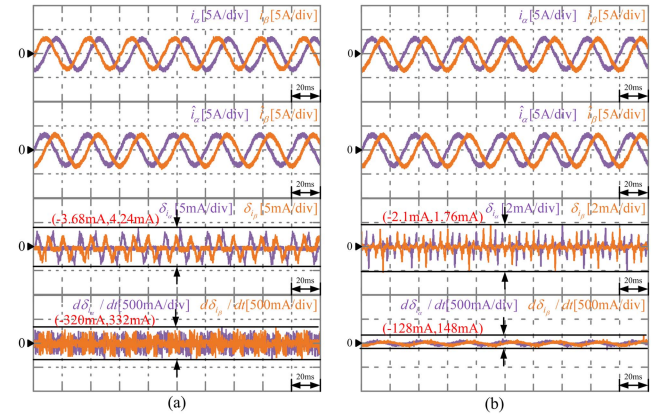 iα[5A/div] iβ[5A/div]
0
20ms
îα[5A/div] îβ[5A/div]
0
20ms
δiα[5mA/div] δiβ[5mA/div]
(-3.68mA,4.24mA)
0
20ms
dδiα / dt[500mA/div] dδiβ / dt[500mA/div]
(-320mA,332mA)
0
20ms
(a)
iα[5A/div] iβ[5A/div]
0
20ms
îα[5A/div] îβ[5A/div]
0
20ms
δiα[2mA/div] δiβ[2mA/div]
(-2.1mA,1.76mA)
0
20ms
dδiα / dt[500mA/div] dδiβ / dt[500mA/div]
(-128mA,148mA)
0
20ms
(b)